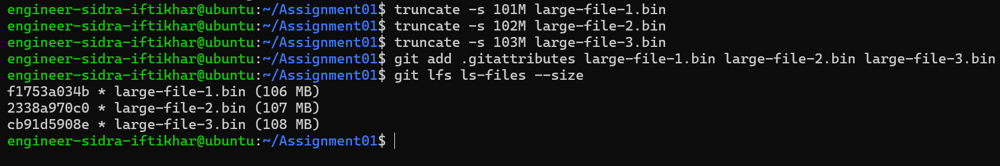 engineer-sidra-iftikhar@ubuntu:~/Assignment01$ truncate -s 101M large-file-1.bin
engineer-sidra-iftikhar@ubuntu:~/Assignment01$ truncate -s 102M large-file-2.bin
engineer-sidra-iftikhar@ubuntu:~/Assignment01$ truncate -s 103M large-file-3.bin
engineer-sidra-iftikhar@ubuntu:~/Assignment01$ git add .gitattributes large-file-1.bin large-file-2.bin large-file-3.bin
engineer-sidra-iftikhar@ubuntu:~/Assignment01$ git lfs ls-files --size
f1753a034b * large-file-1.bin (106 MB)
2338a970c0 * large-file-2.bin (107 MB)
cb91d5908e * large-file-3.bin (108 MB)
engineer-sidra-iftikhar@ubuntu:~/Assignment01$